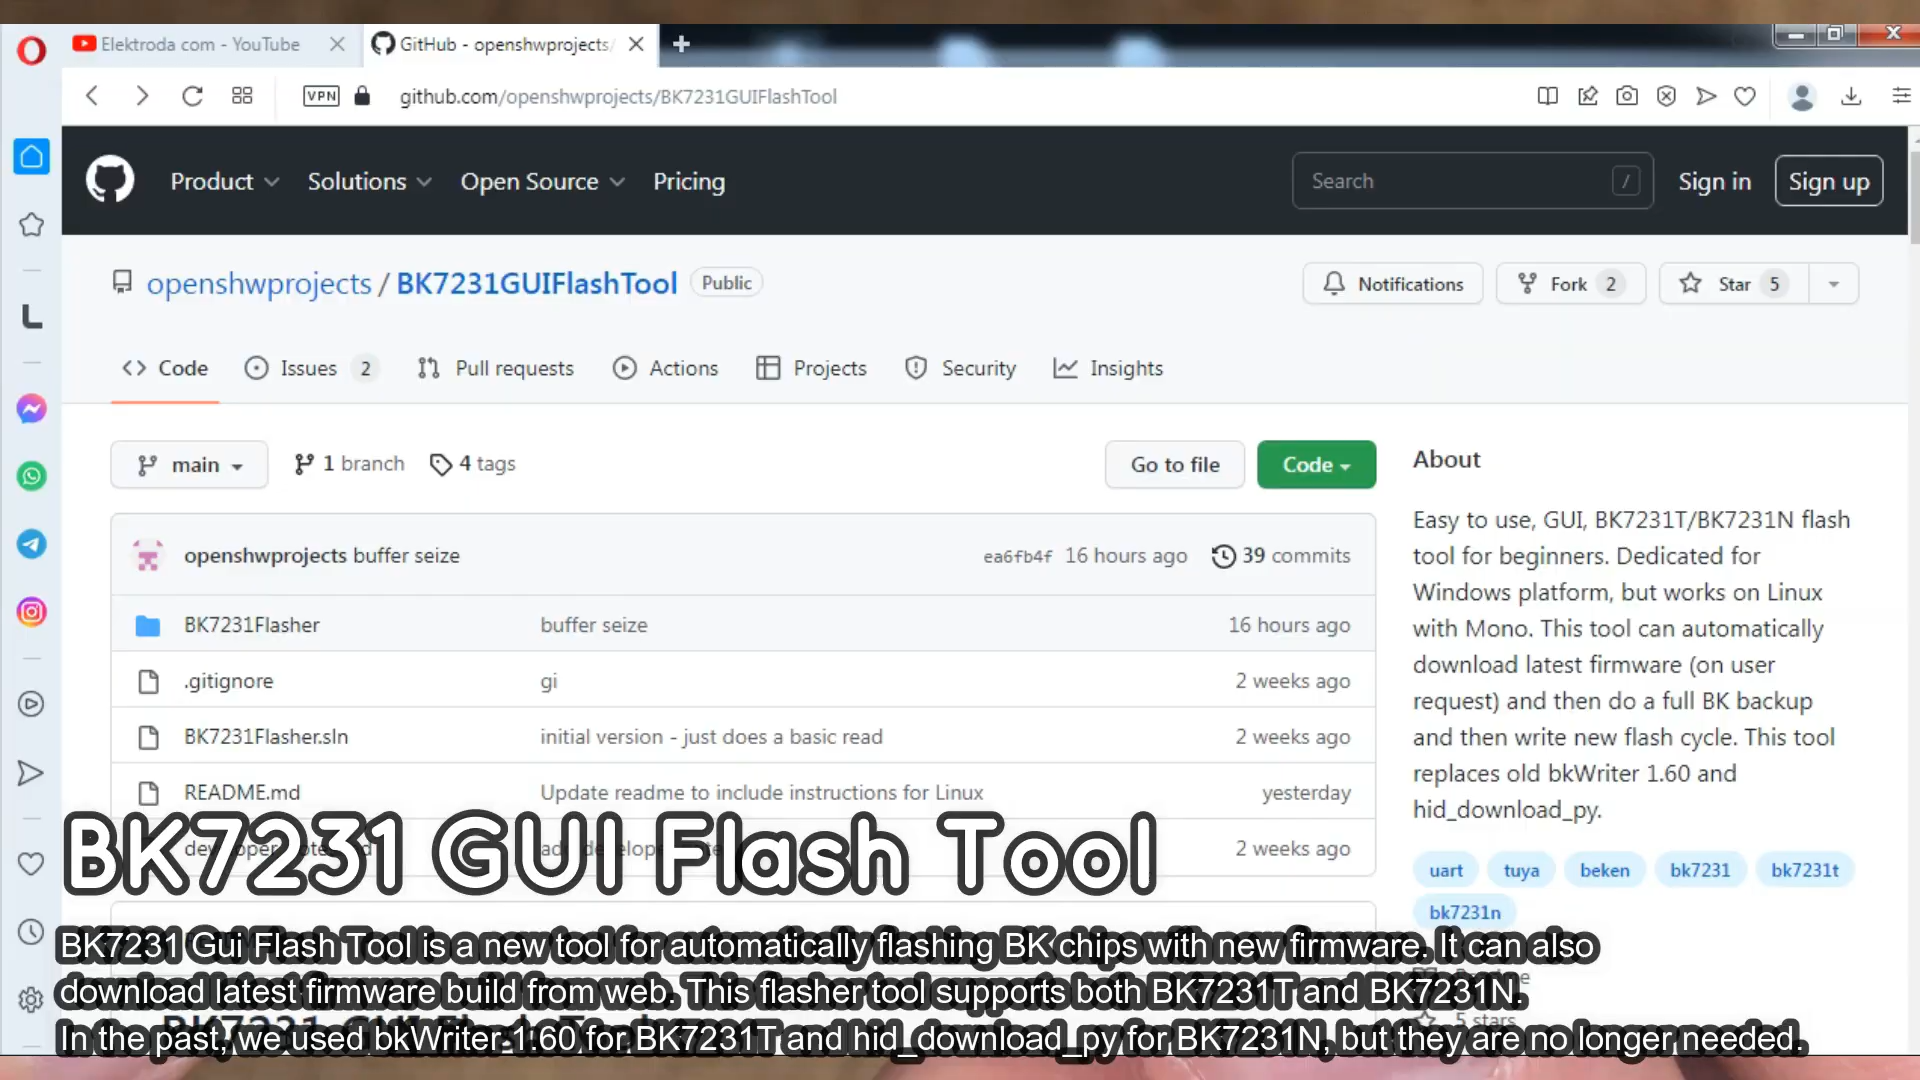 Elektroda com - YouTube
GitHub - openshwprojects/
VPN
github.com/openshwprojects/BK7231GUIFlashTool
Product
Solutions
Open Source
Pricing
Search
/
Sign in
Sign up
openshwprojects / BK7231GUIFlashTool
Public
Notifications
Fork 2
Star 5
Code
Issues 2
Pull requests
Actions
Projects
Security
Insights
main
1 branch
4 tags
Go to file
Code
openshwprojects buffer seize
ea6fb4f 16 hours ago
39 commits
BK7231Flasher
buffer seize
16 hours ago
.gitignore
gi
2 weeks ago
BK7231Flasher.sln
initial version - just does a basic read
2 weeks ago
README.md
Update readme to include instructions for Linux
yesterday
2 weeks ago
About
Easy to use, GUI, BK7231T/BK7231N flash
tool for beginners. Dedicated for
Windows platform, but works on Linux
with Mono. This tool can automatically
download latest firmware (on user
request) and then do a full BK backup
and then write new flash cycle. This tool
replaces old bkWriter 1.60 and
hid_download_py.
uart
tuya
beken
bk7231
bk7231t
bk7231n
5 stars
BK7231 GUI Flash Tool
BK7231 Gui Flash Tool is a new tool for automatically flashing BK chips with new firmware. It can also
download latest firmware build from web. This flasher tool supports both BK7231T and BK7231N.
In the past, we used bkWriter 1.60 for BK7231T and hid_download_py for BK7231N, but they are no longer needed.